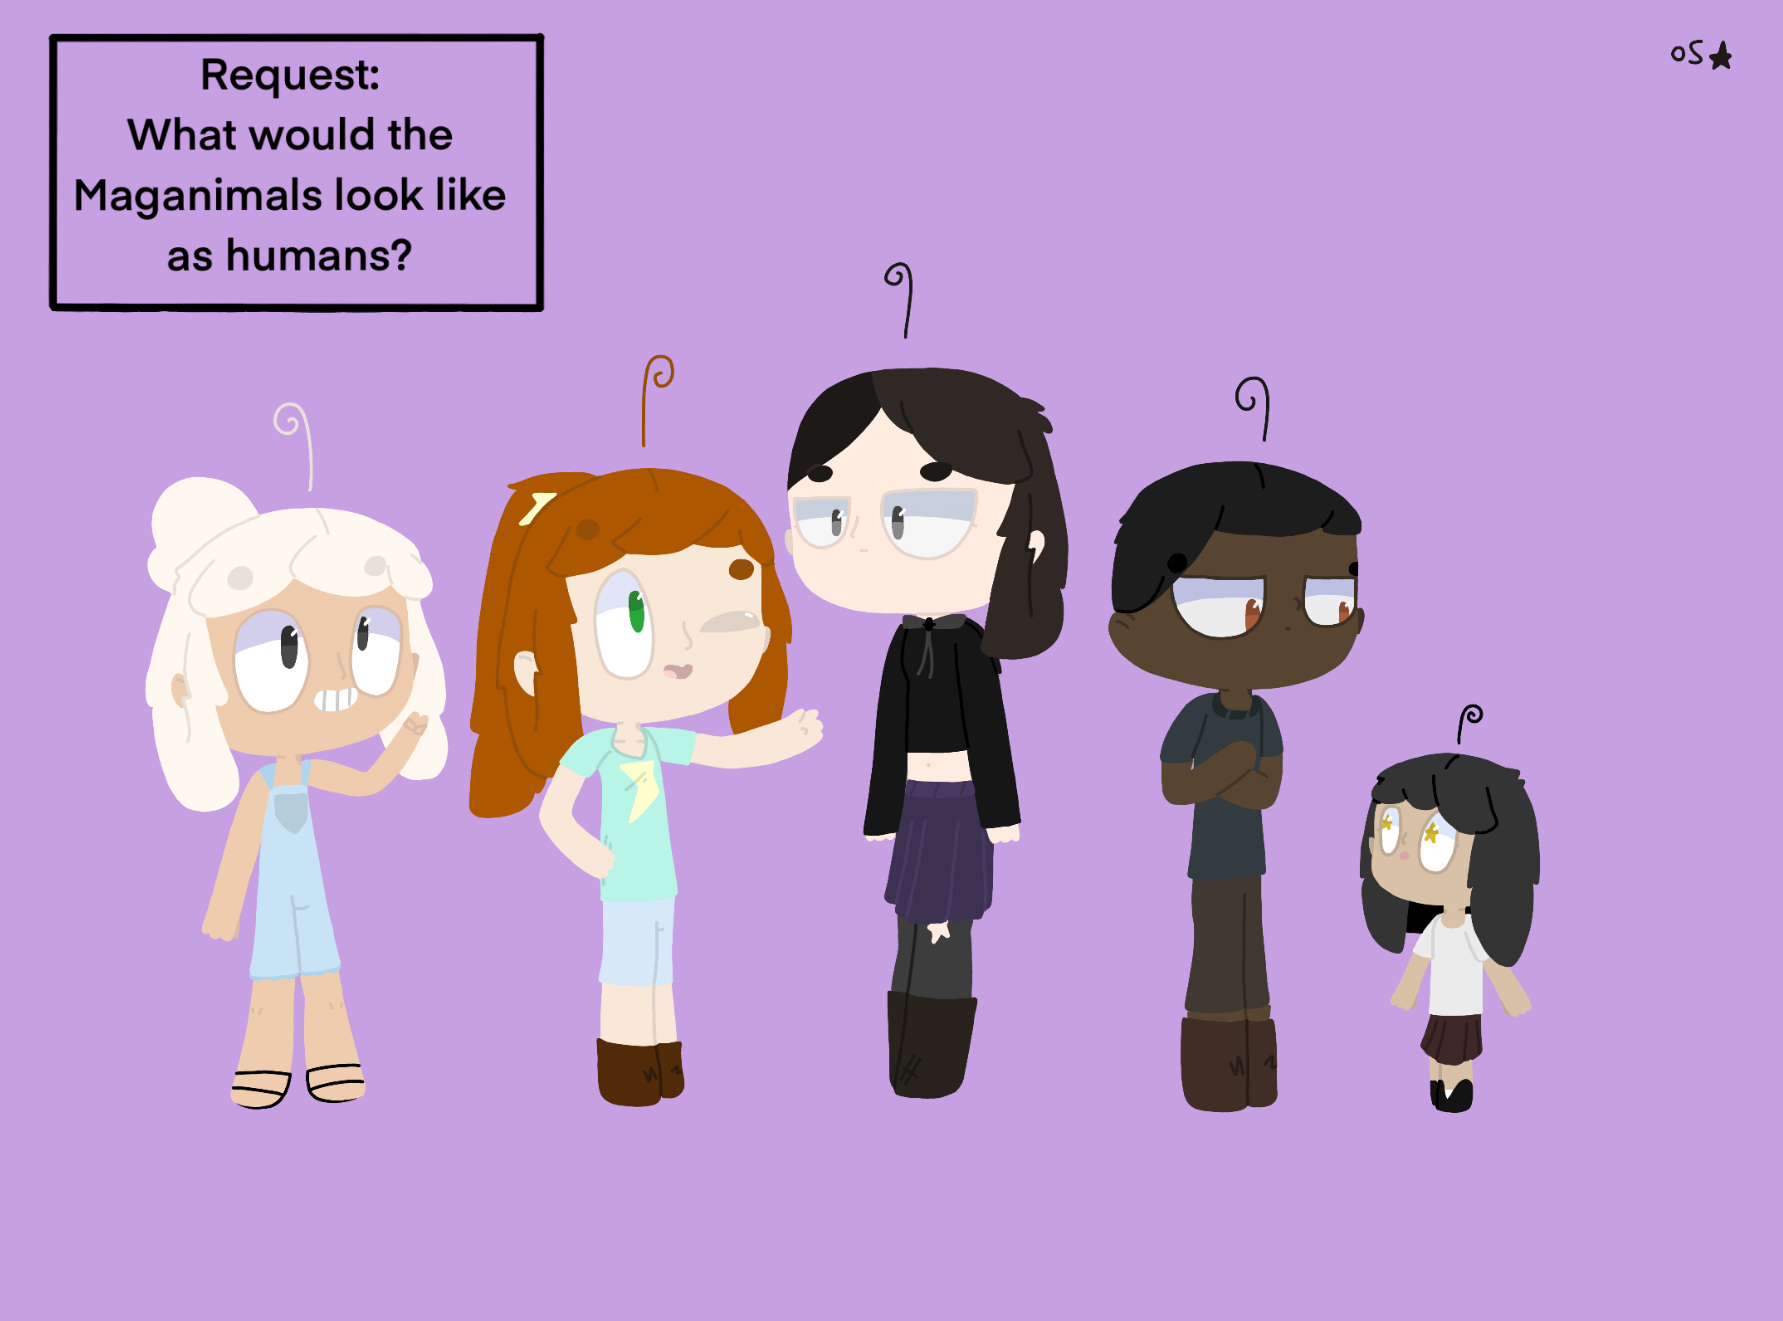 Request:
What would the
Maganimals look like
as humans?
OS★